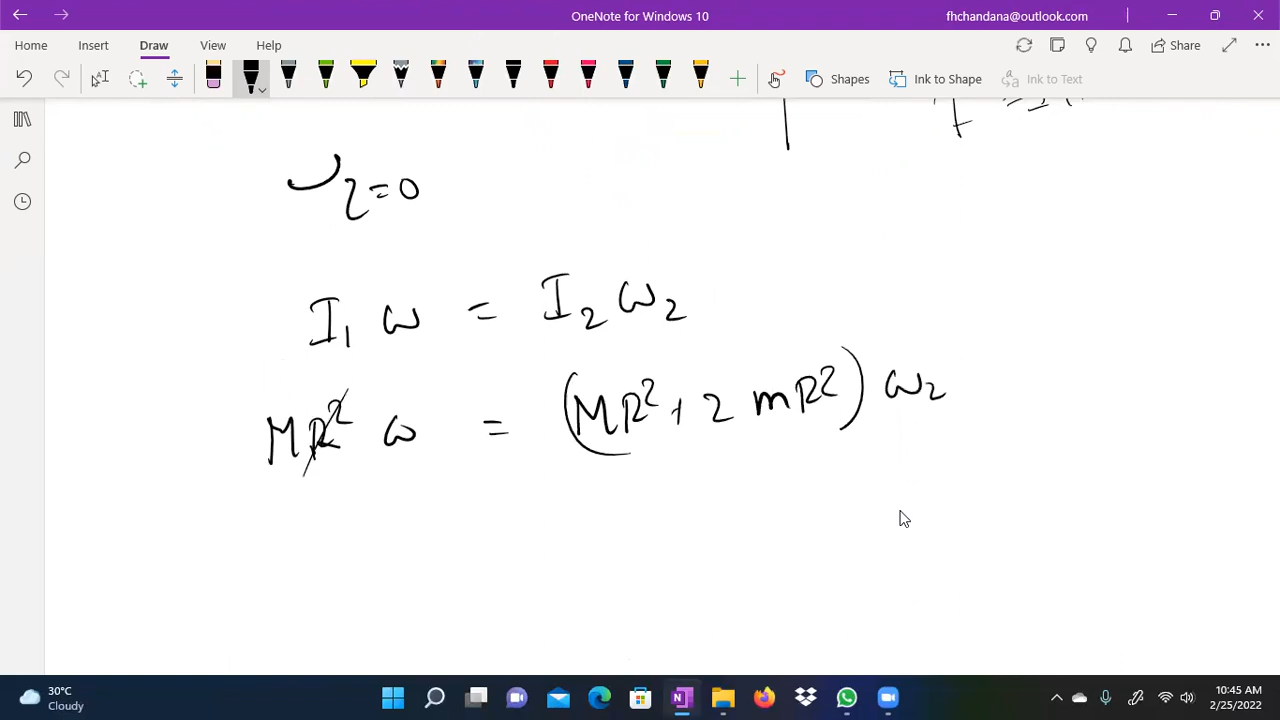 OneNote for Windows 10
fhchandana@outlook.com
Home Insert Draw View Help
Share
Shapes
Ink to Shape
Ink to Text
τ=0
I₁ ω = I₂ ω₂
MR² ω = (MR² + 2 mR²) ω₂
30°C
Cloudy
10:45 AM
2/25/2022